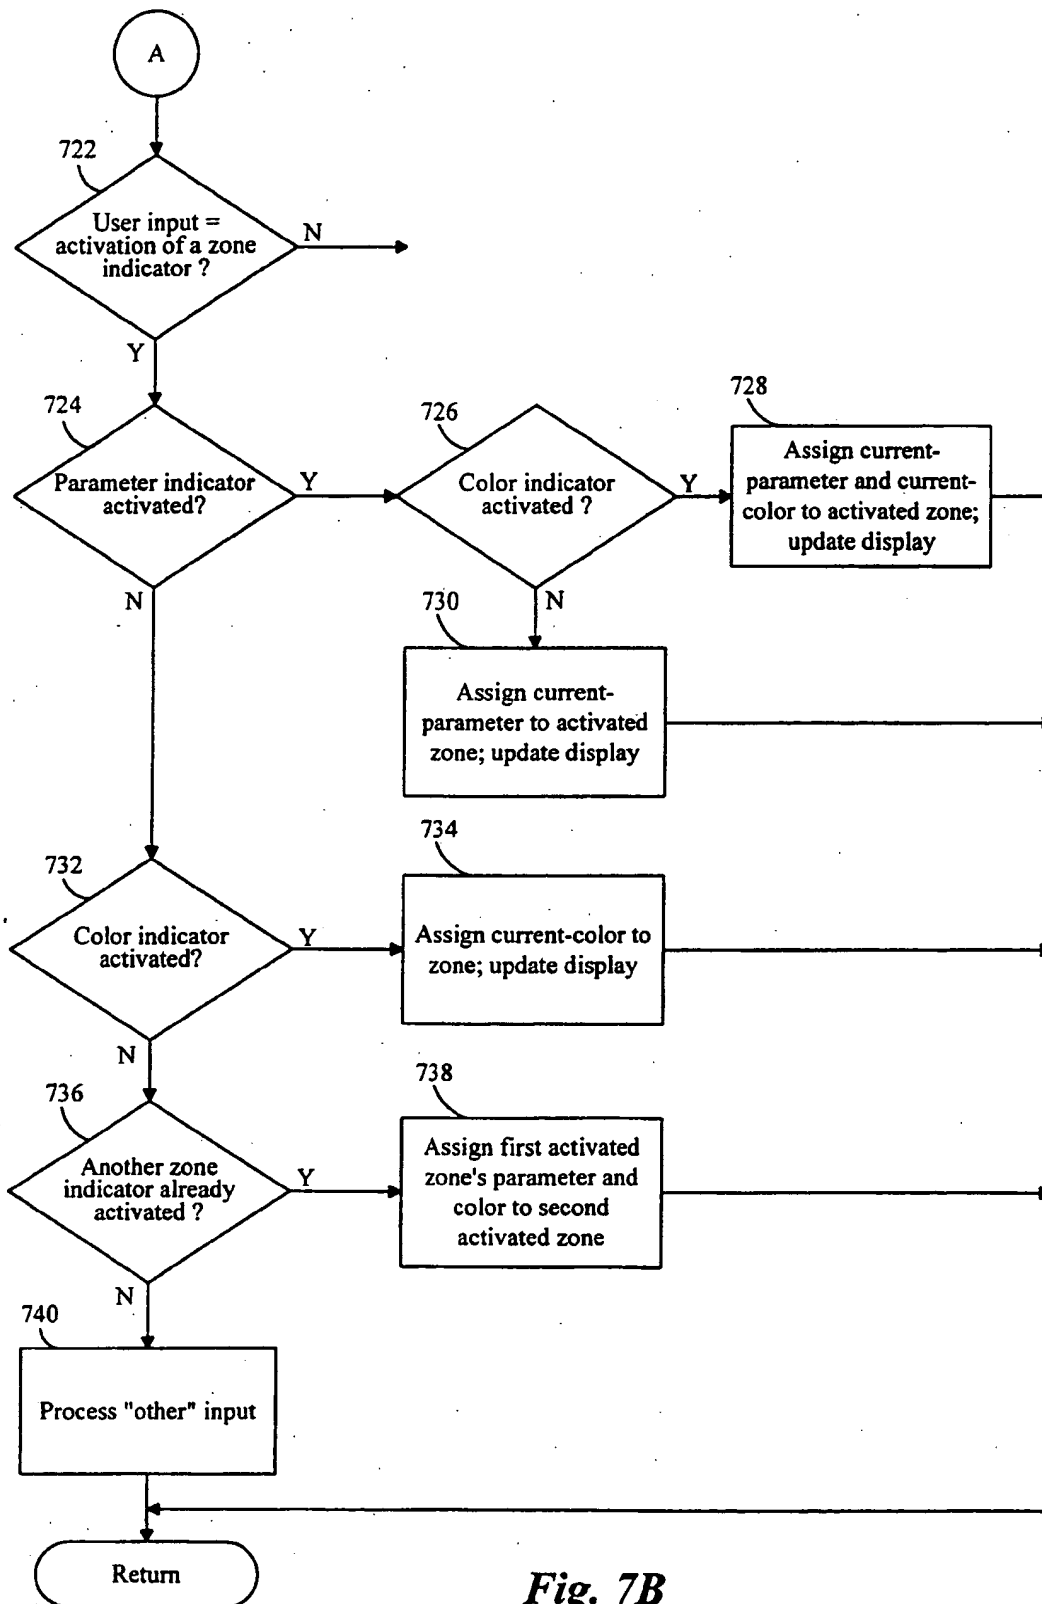 A
722
User input =
activation of a zone
indicator ?
N
Y
724
Parameter indicator
activated?
Y
N
726
Color indicator
activated ?
Y
N
728
Assign current-
parameter and current-
color to activated zone;
update display
730
Assign current-
parameter to activated
zone; update display
732
Color indicator
activated?
Y
N
734
Assign current-color to
zone; update display
736
Another zone
indicator already
activated ?
Y
N
738
Assign first activated
zone's parameter and
color to second
activated zone
740
Process "other" input
Return
Fig. 7B